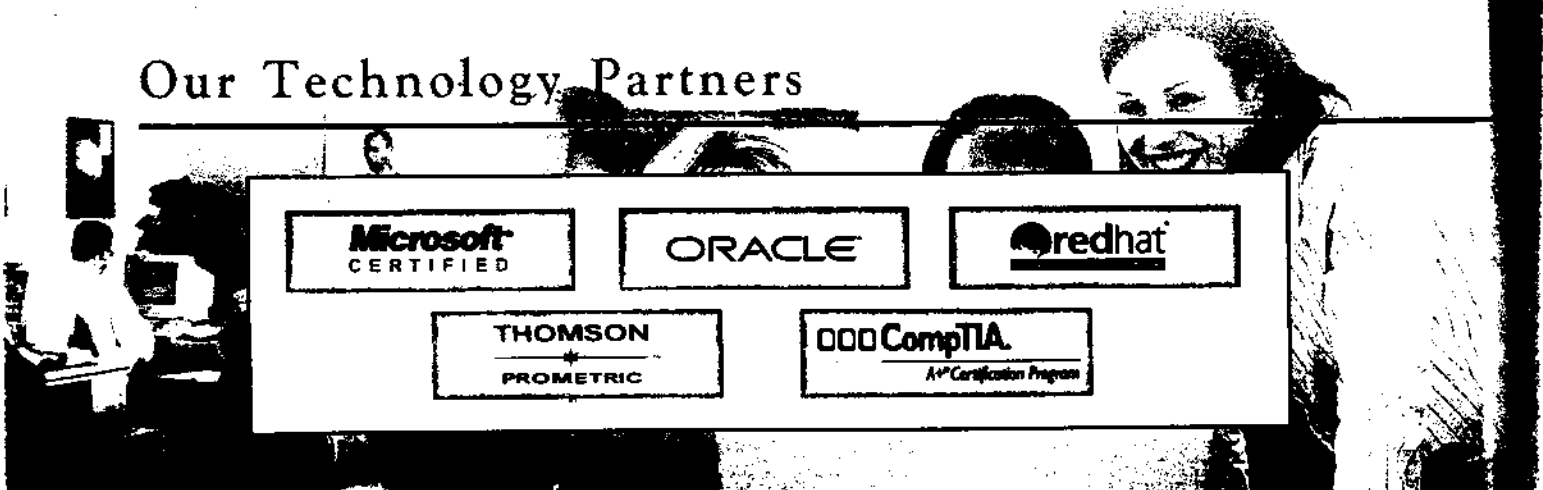 Our Technology Partners
Microsoft
CERTIFIED
ORACLE
redhat
THOMSON
PROMETRIC
CompTIA.
A+® Certification Program